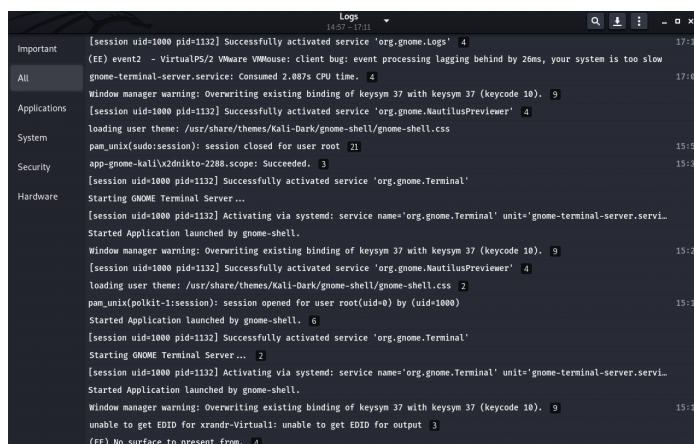 Logs
14:57 – 17:11
Important
All
Applications
System
Security
Hardware
[session uid=1000 pid=1132] Successfully activated service 'org.gnome.Logs' 4
(EE) event2 - VirtualPS/2 VMware VMMouse: client bug: event processing lagging behind by 26ms, your system is too slow
gnome-terminal-server.service: Consumed 2.087s CPU time. 4
Window manager warning: Overwriting existing binding of keysym 37 with keysym 37 (keycode 10). 9
[session uid=1000 pid=1132] Successfully activated service 'org.gnome.NautilusPreviewer' 4
loading user theme: /usr/share/themes/Kali-Dark/gnome-shell/gnome-shell.css
pam_unix(sudo:session): session closed for user root 21
app-gnome-kali\x2dnikto-2288.scope: Succeeded. 3
[session uid=1000 pid=1132] Successfully activated service 'org.gnome.Terminal'
Starting GNOME Terminal Server...
[session uid=1000 pid=1132] Activating via systemd: service name='org.gnome.Terminal' unit='gnome-terminal-server.servi…
Started Application launched by gnome-shell.
Window manager warning: Overwriting existing binding of keysym 37 with keysym 37 (keycode 10). 9
[session uid=1000 pid=1132] Successfully activated service 'org.gnome.NautilusPreviewer' 4
loading user theme: /usr/share/themes/Kali-Dark/gnome-shell/gnome-shell.css 2
pam_unix(polkit-1:session): session opened for user root(uid=0) by (uid=1000)
Started Application launched by gnome-shell. 6
[session uid=1000 pid=1132] Successfully activated service 'org.gnome.Terminal'
Starting GNOME Terminal Server... 2
[session uid=1000 pid=1132] Activating via systemd: service name='org.gnome.Terminal' unit='gnome-terminal-server.servi…
Started Application launched by gnome-shell.
Window manager warning: Overwriting existing binding of keysym 37 with keysym 37 (keycode 10). 9
unable to get EDID for xrandr-Virtual1: unable to get EDID for output 3
(EE) No surface to present from. 4